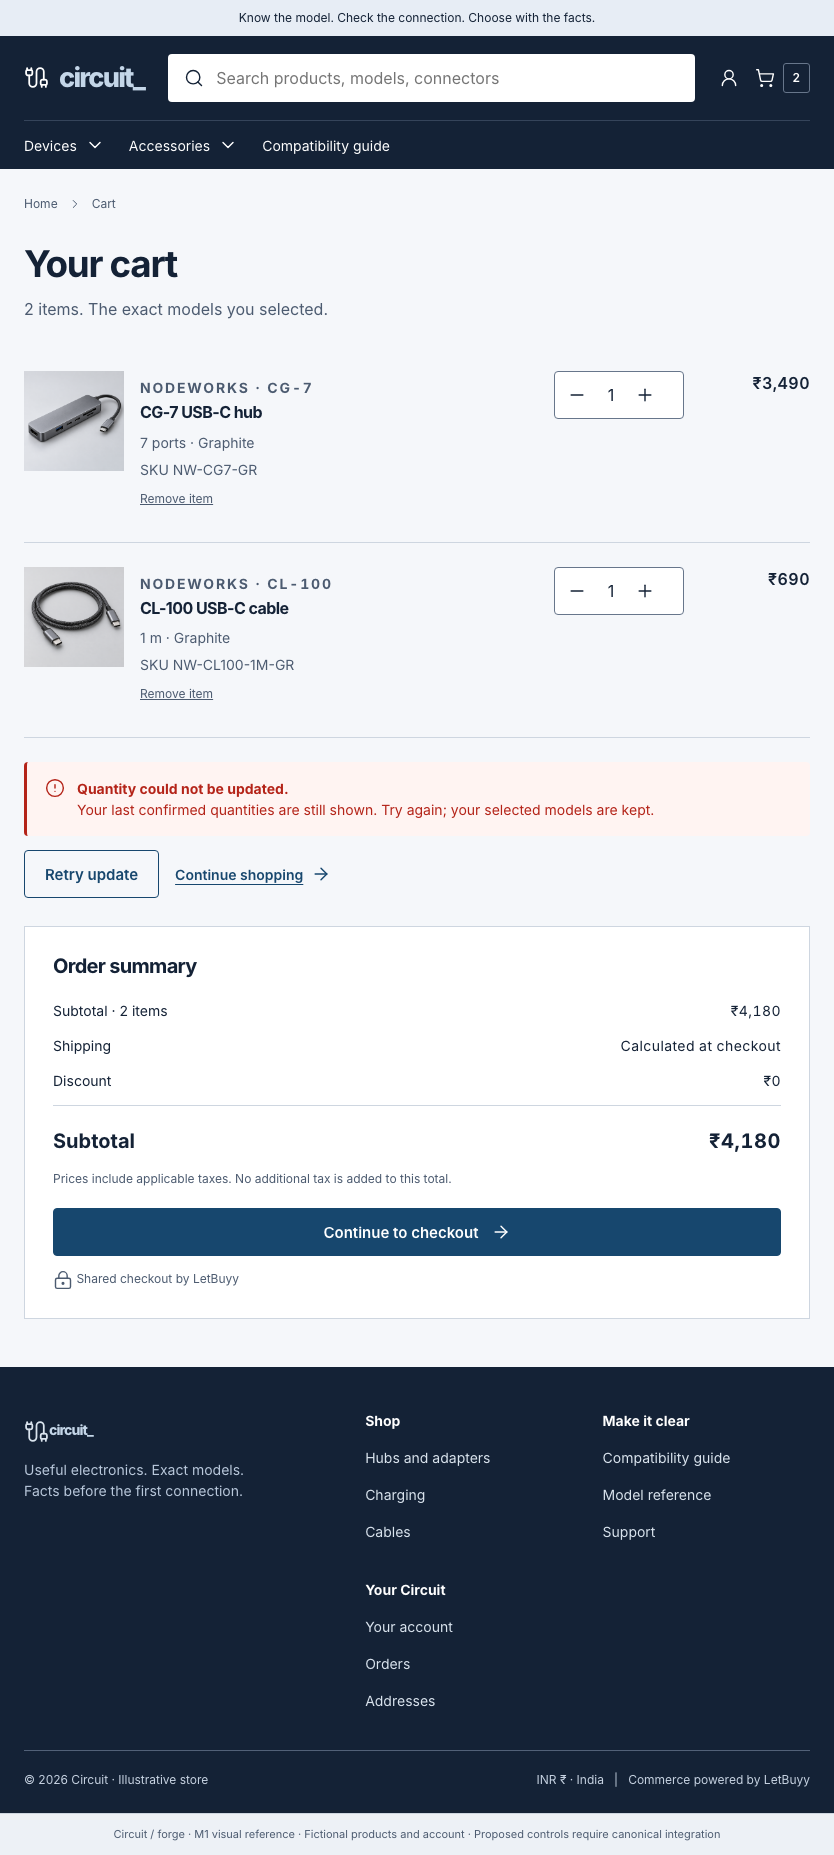 Know the model. Check the connection. Choose with the facts.
circuit_
Search products, models, connectors
2
Devices
Accessories
Compatibility guide
Home
Cart
Your cart
2 items. The exact models you selected.
NODEWORKS · CG-7
CG-7 USB-C hub
7 ports · Graphite
SKU NW-CG7-GR
Remove item
1
₹3,490
NODEWORKS · CL-100
CL-100 USB-C cable
1 m · Graphite
SKU NW-CL100-1M-GR
Remove item
1
₹690
Quantity could not be updated.
Your last confirmed quantities are still shown. Try again; your selected models are kept.
Retry update
Continue shopping
Order summary
Subtotal · 2 items ₹4,180
Shipping Calculated at checkout
Discount ₹0
Subtotal ₹4,180
Prices include applicable taxes. No additional tax is added to this total.
Continue to checkout
Shared checkout by LetBuyy
circuit_
Useful electronics. Exact models.
Facts before the first connection.
Shop
Hubs and adapters
Charging
Cables
Make it clear
Compatibility guide
Model reference
Support
Your Circuit
Your account
Orders
Addresses
© 2026 Circuit · Illustrative store
INR ₹ · India | Commerce powered by LetBuyy
Circuit / forge · M1 visual reference · Fictional products and account · Proposed controls require canonical integration